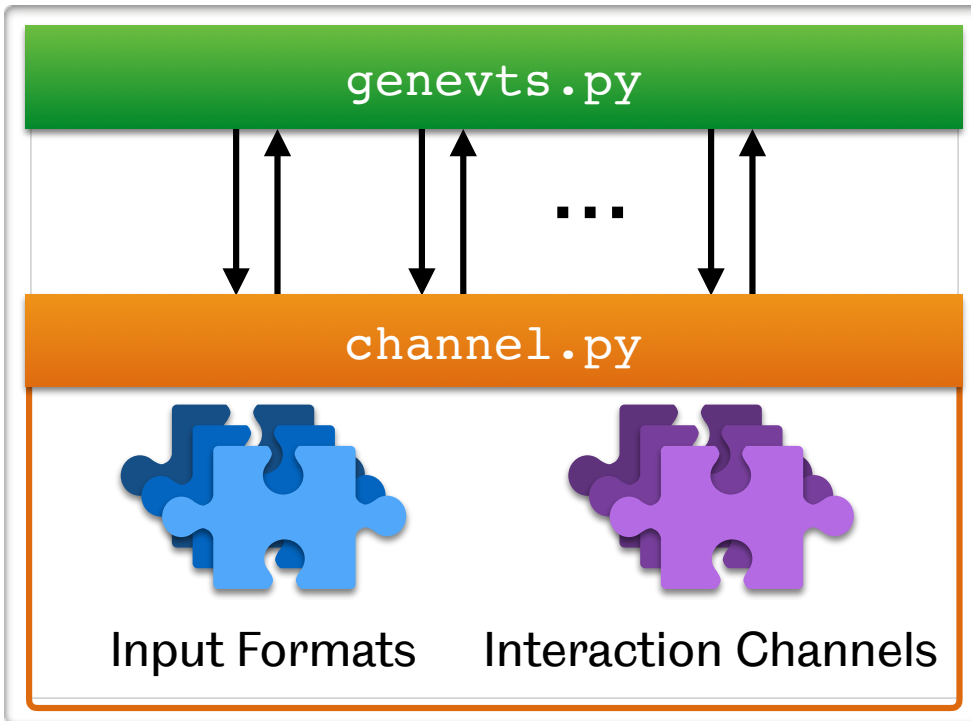 genevts.py
...
channel.py
Input Formats
Interaction Channels